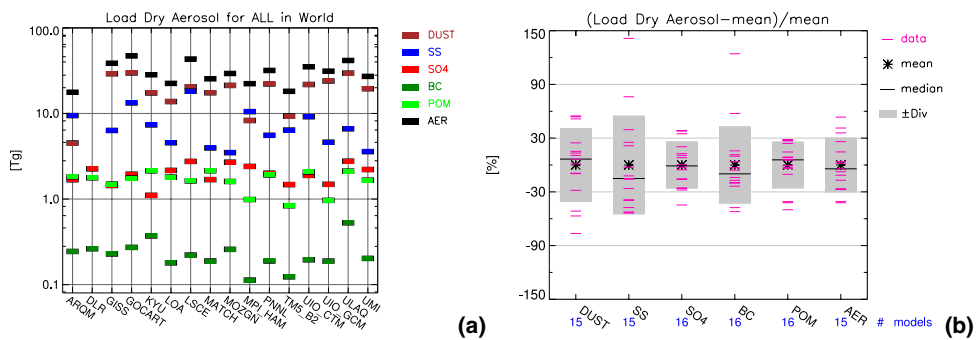 Load Dry Aerosol for ALL in World
[Tg]
100.0
10.0
1.0
0.1
ARQM
DLR
GISS
GOCART
KYU
LOA
LSCE
MATCH
MOZGN
MPI_HAM
PNNL
TM5_B2
UIO_CTM
UIO_GCM
ULAQ
UMI
DUST
SS
SO4
BC
POM
AER
(a)
(Load Dry Aerosol-mean)/mean
[%]
150
90
30
-30
-90
-150
DUST
SS
SO4
BC
POM
AER
15
15
16
16
16
15
# models
data
mean
median
±Div
(b)